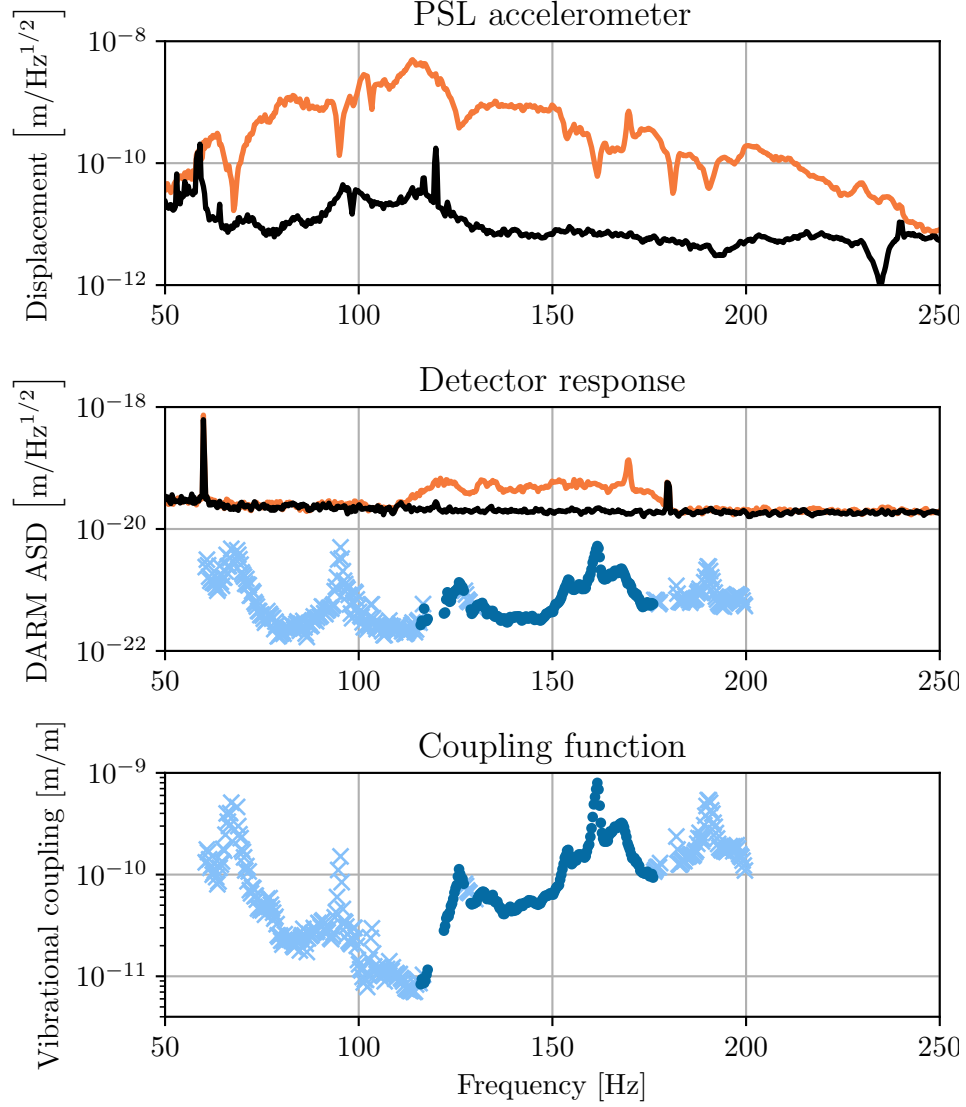 PSL accelerometer
Displacement [m/Hz^{1/2}]
10^{-8}
10^{-10}
10^{-12}
50 100 150 200 250
Detector response
DARM ASD [m/Hz^{1/2}]
10^{-18}
10^{-20}
10^{-22}
50 100 150 200 250
Coupling function
Vibrational coupling [m/m]
10^{-9}
10^{-10}
10^{-11}
50 100 150 200 250
Frequency [Hz]